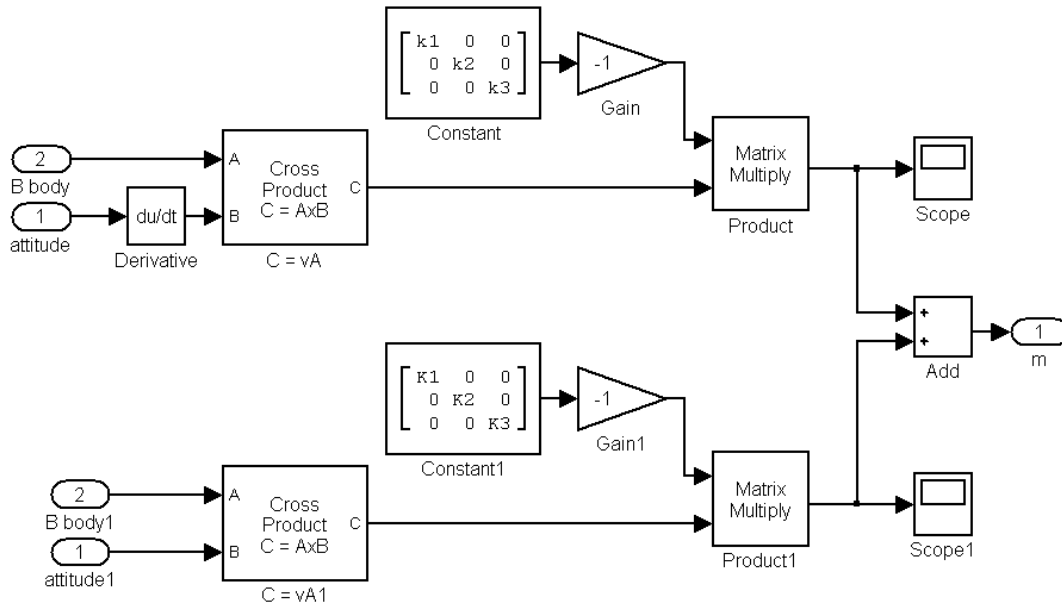 k1 0 0
0 k2 0
0 0 k3
Constant
-1
Gain
2
B body
1
attitude
du/dt
Derivative
A
B
Cross
Product
C = AxB
C
C = vA
Matrix
Multiply
Product
Scope
+
+
Add
1
m
K1 0 0
0 K2 0
0 0 K3
Constant1
-1
Gain1
2
B body1
1
attitude1
A
B
Cross
Product
C = AxB
C
C = vA1
Matrix
Multiply
Product1
Scope1